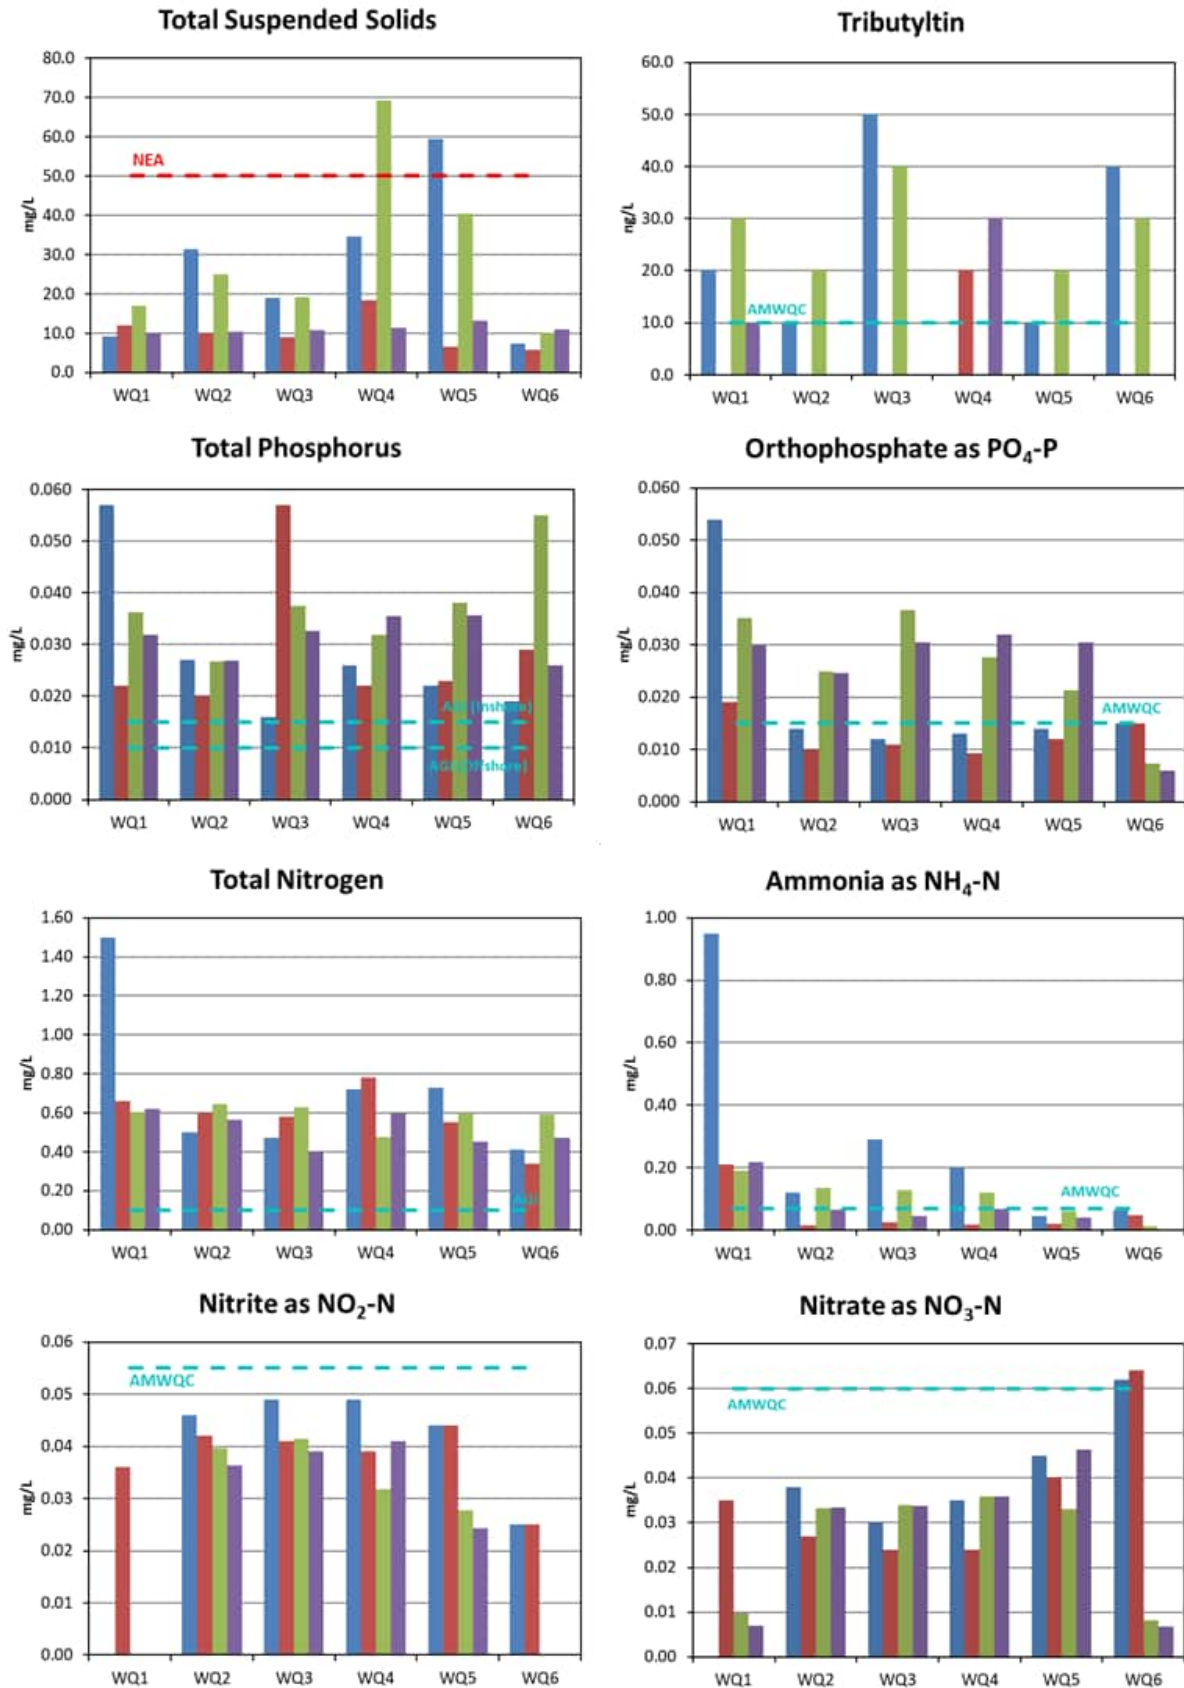 Total Suspended Solids
80.0
70.0
60.0
50.0
40.0
30.0
20.0
10.0
0.0
mg/L
NEA
WQ1 WQ2 WQ3 WQ4 WQ5 WQ6
Tributyltin
60.0
50.0
40.0
30.0
20.0
10.0
0.0
ng/L
AMWQC
WQ1 WQ2 WQ3 WQ4 WQ5 WQ6
Total Phosphorus
0.060
0.050
0.040
0.030
0.020
0.010
0.000
mg/L
(Inshore)
(Offshore)
WQ1 WQ2 WQ3 WQ4 WQ5 WQ6
Orthophosphate as PO₄-P
0.060
0.050
0.040
0.030
0.020
0.010
0.000
mg/L
AMWQC
WQ1 WQ2 WQ3 WQ4 WQ5 WQ6
Total Nitrogen
1.60
1.40
1.20
1.00
0.80
0.60
0.40
0.20
0.00
mg/L
WQ1 WQ2 WQ3 WQ4 WQ5 WQ6
Ammonia as NH₄-N
1.00
0.80
0.60
0.40
0.20
0.00
mg/L
AMWQC
WQ1 WQ2 WQ3 WQ4 WQ5 WQ6
Nitrite as NO₂-N
0.06
0.05
0.04
0.03
0.02
0.01
0.00
mg/L
AMWQC
WQ1 WQ2 WQ3 WQ4 WQ5 WQ6
Nitrate as NO₃-N
0.07
0.06
0.05
0.04
0.03
0.02
0.01
0.00
mg/L
AMWQC
WQ1 WQ2 WQ3 WQ4 WQ5 WQ6